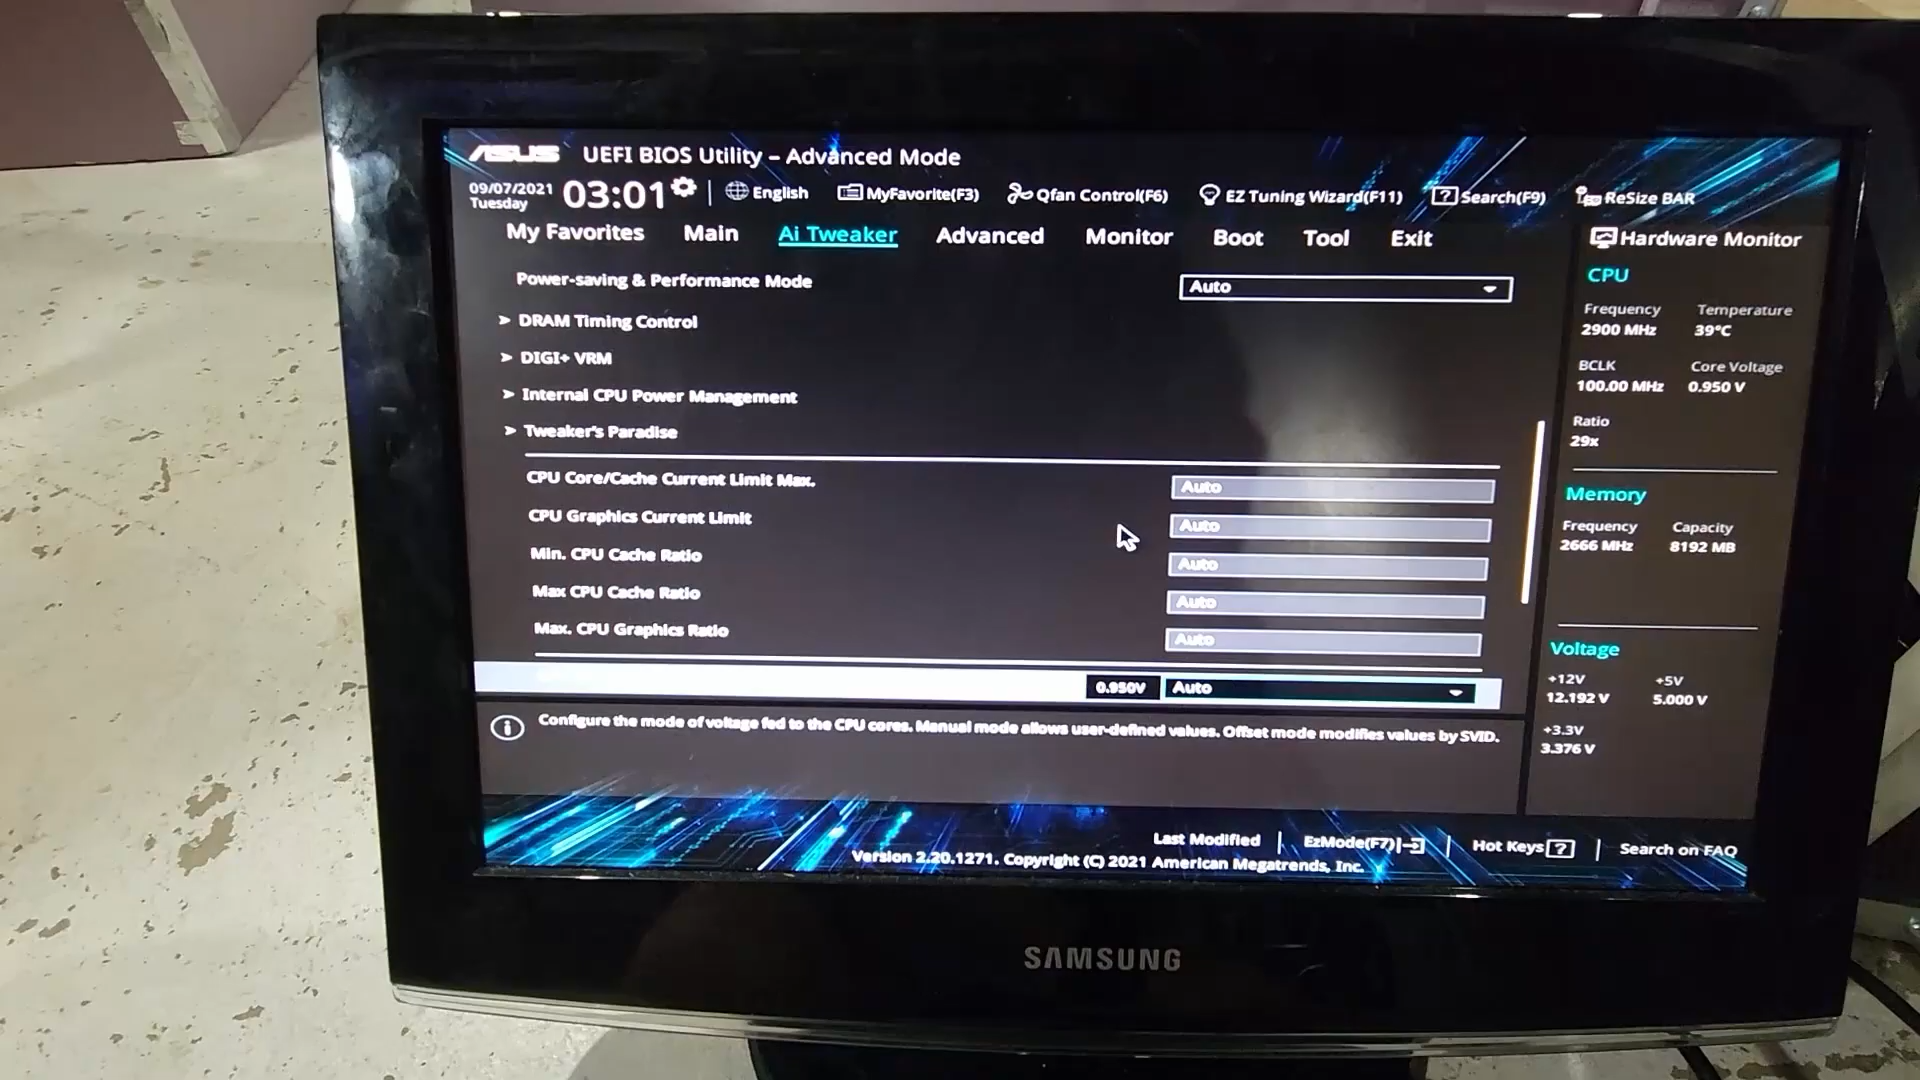 ASUS UEFI BIOS Utility – Advanced Mode
09/07/2021 Tuesday 03:01 English MyFavorite(F3) Qfan Control(F6) EZ Tuning Wizard(F11) Search(F9) ReSize BAR
My Favorites Main Ai Tweaker Advanced Monitor Boot Tool Exit
Power-saving & Performance Mode Auto
> DRAM Timing Control
> DIGI+ VRM
> Internal CPU Power Management
> Tweaker's Paradise
CPU Core/Cache Current Limit Max. Auto
CPU Graphics Current Limit Auto
Min. CPU Cache Ratio Auto
Max CPU Cache Ratio Auto
Max. CPU Graphics Ratio Auto
0.950V Auto
Configure the mode of voltage fed to the CPU cores. Manual mode allows user-defined values. Offset mode modifies values by SVID.
Hardware Monitor
CPU
Frequency Temperature
2900 MHz 39°C
BCLK Core Voltage
100.00 MHz 0.950 V
Ratio
29x
Memory
Frequency Capacity
2666 MHz 8192 MB
Voltage
+12V +5V
12.192 V 5.000 V
+3.3V
3.376 V
Last Modified EzMode(F7) Hot Keys ? Search on FAQ
Version 2.20.1271. Copyright (C) 2021 American Megatrends, Inc.
SAMSUNG